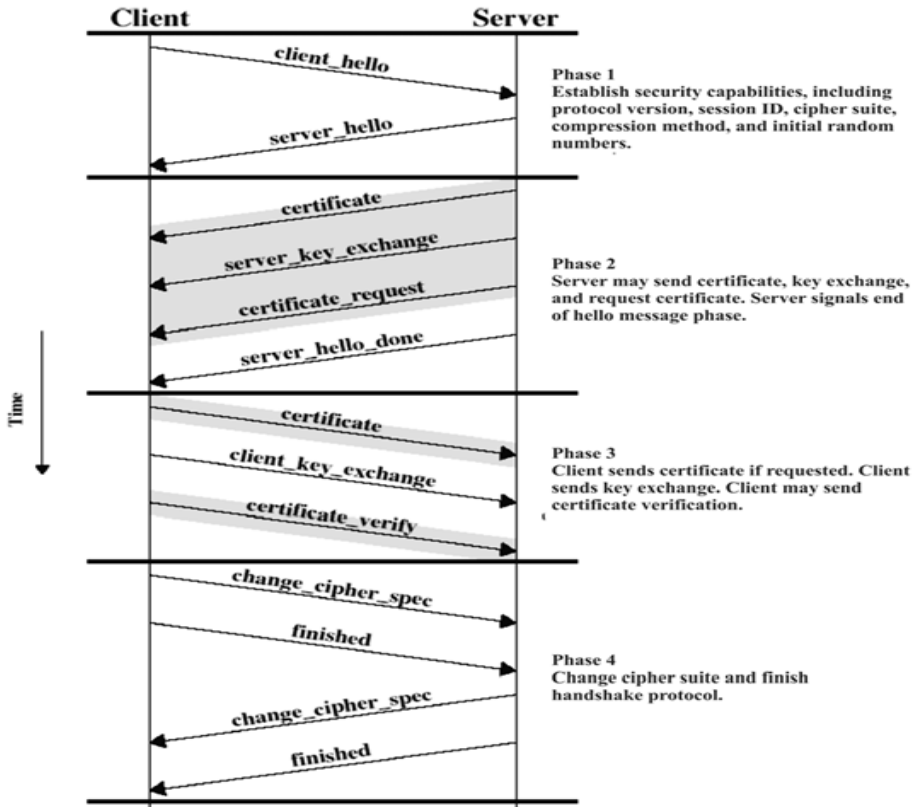 Client
Server
client_hello
server_hello
Phase 1
Establish security capabilities, including
protocol version, session ID, cipher suite,
compression method, and initial random
numbers.
certificate
server_key_exchange
certificate_request
server_hello_done
Phase 2
Server may send certificate, key exchange,
and request certificate. Server signals end
of hello message phase.
Time
certificate
client_key_exchange
certificate_verify
Phase 3
Client sends certificate if requested. Client
sends key exchange. Client may send
certificate verification.
change_cipher_spec
finished
change_cipher_spec
finished
Phase 4
Change cipher suite and finish
handshake protocol.